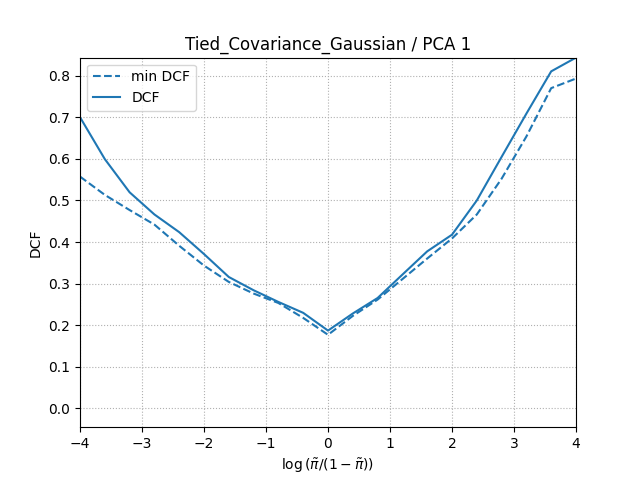 Tied_Covariance_Gaussian / PCA 1
min DCF
DCF
0.8
0.7
0.6
0.5
0.4
0.3
0.2
0.1
0.0
DCF
−4 −3 −2 −1 0 1 2 3 4
log (π̃/(1 − π̃))